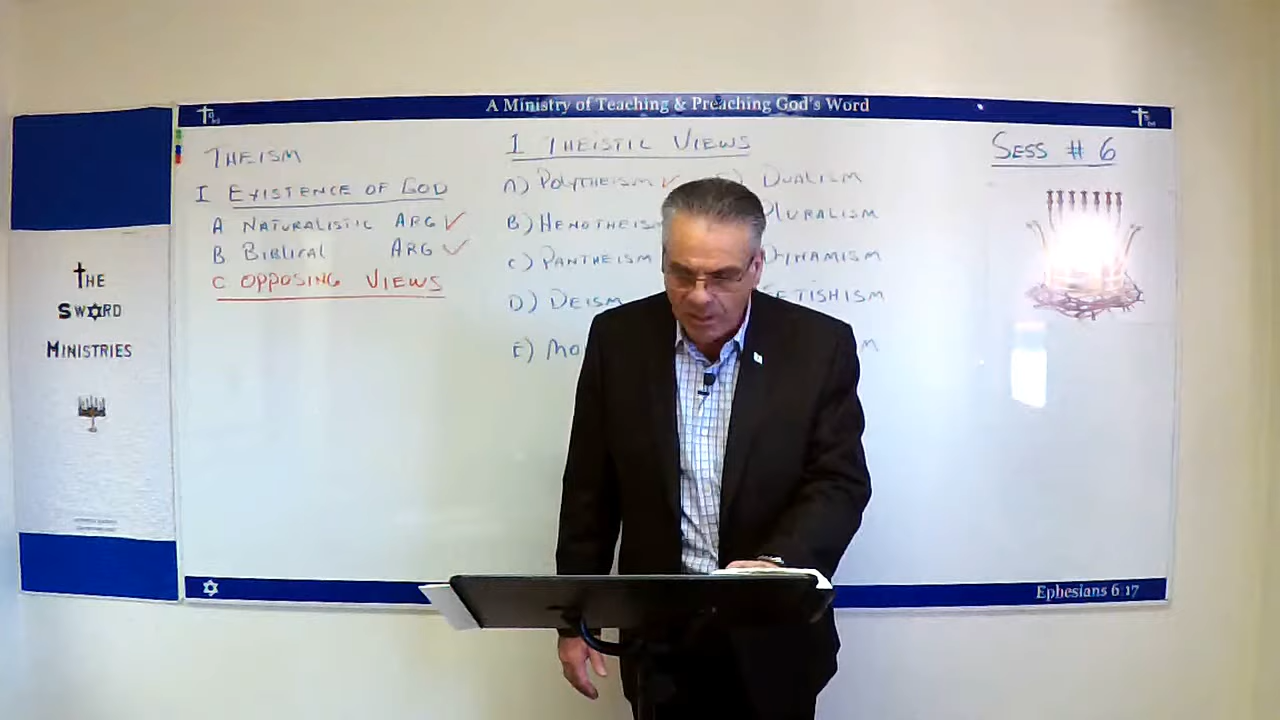 A Ministry of Teaching & Preaching God's Word
THE
SWORD
MINISTRIES
THEISM
I EXISTENCE OF GOD
A NATURALISTIC ARG ✓
B BIBLICAL ARG ✓
C OPPOSING VIEWS
I THEISTIC VIEWS
A) POLYTHEISM ✓
B) HENOTHEISM
C) PANTHEISM
D) DEISM
E) MO
DUALISM
PLURALISM
DYNAMISM
FETISHISM
M
SESS # 6
Ephesians 6:17